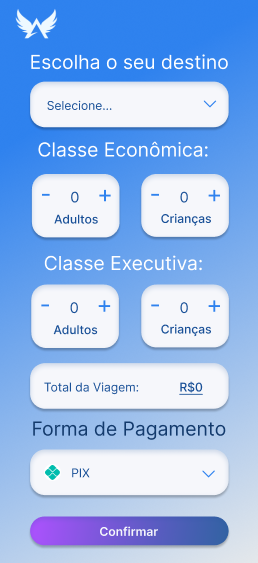 Escolha o seu destino
Selecione...
Classe Econômica:
- 0 + - 0 +
Adultos Crianças
Classe Executiva:
- 0 + - 0 +
Adultos Crianças
Total da Viagem: R$0
Forma de Pagamento
PIX
Confirmar